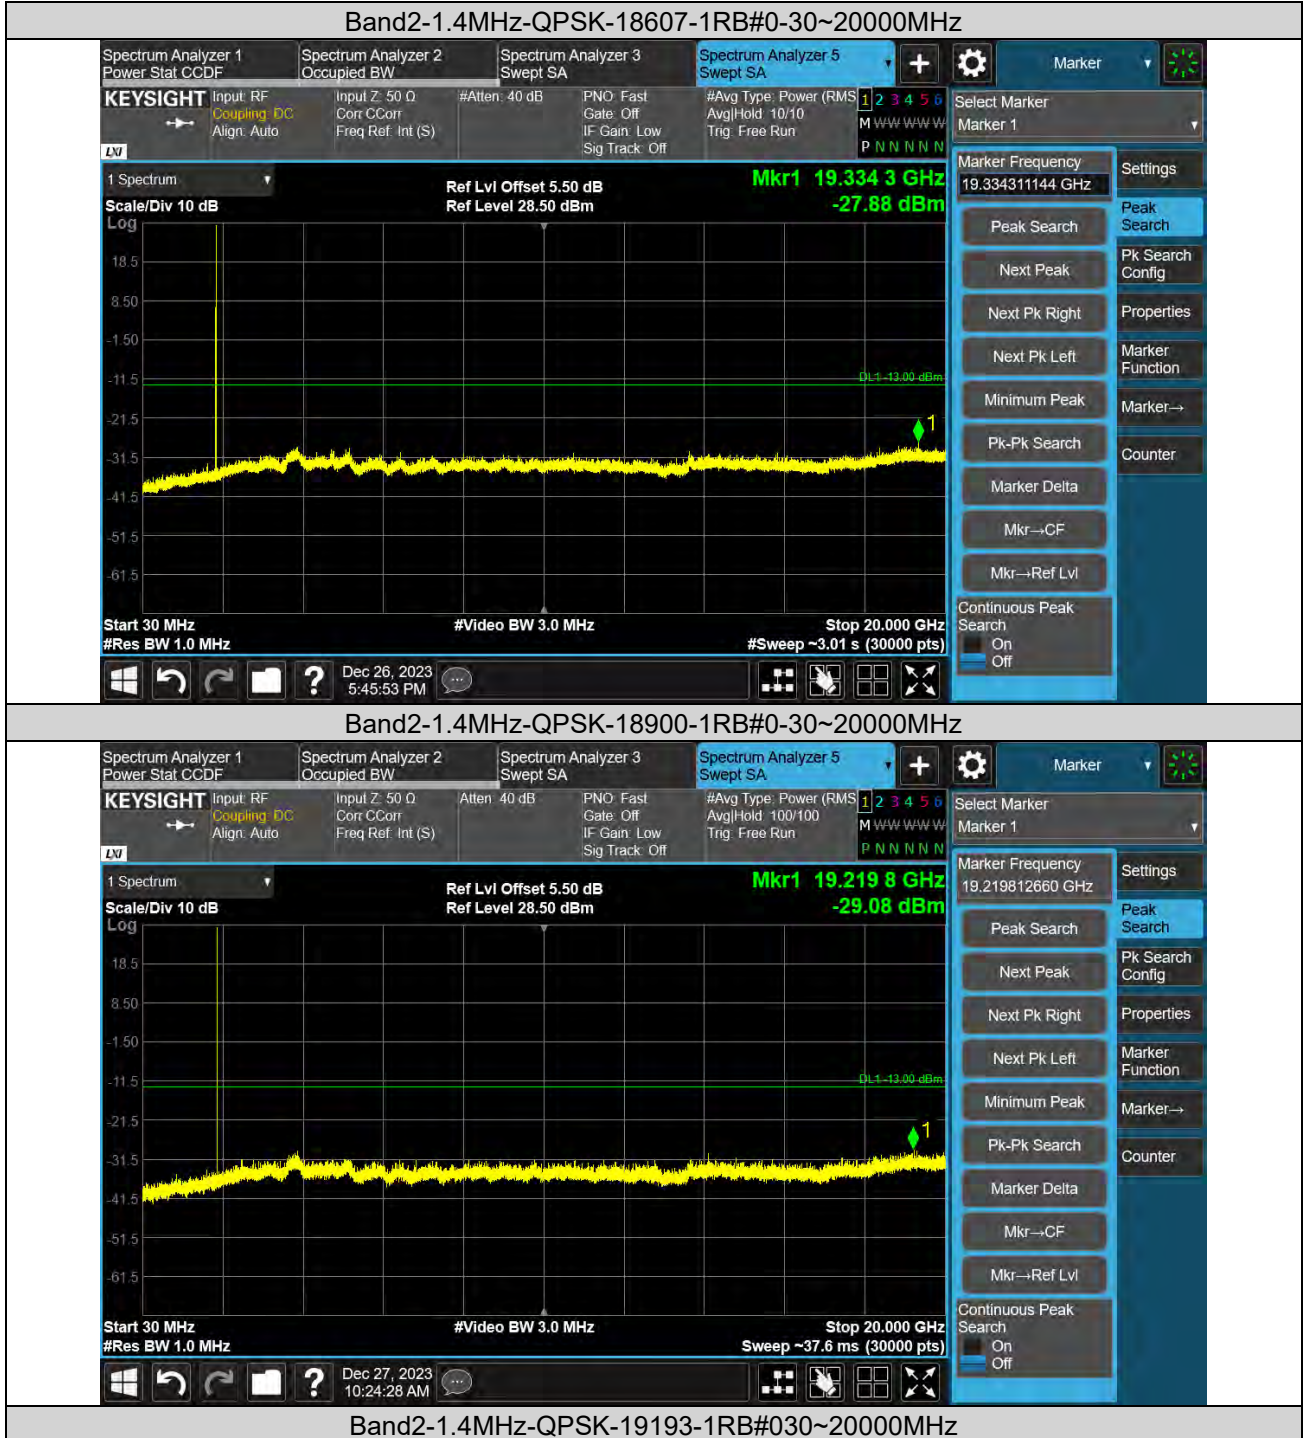 Band2-1.4MHz-QPSK-18607-1RB#0-30~20000MHz
Spectrum Analyzer 1
Power Stat CCDF
Spectrum Analyzer 2
Occupied BW
Spectrum Analyzer 3
Swept SA
Spectrum Analyzer 5
Swept SA
+
Marker
KEYSIGHT
LXI
Input: RF
Coupling: DC
Align: Auto
Input Z: 50 Ω
Corr CCorr
Freq Ref: Int (S)
#Atten: 40 dB
PNO: Fast
Gate: Off
IF Gain: Low
Sig Track: Off
#Avg Type: Power (RMS
Avg|Hold: 10/10
Trig: Free Run
1 2 3 4 5 6
M W W W W W
P N N N N N
Select Marker
Marker 1
1 Spectrum
Scale/Div 10 dB
Log
Ref Lvl Offset 5.50 dB
Ref Level 28.50 dBm
Mkr1 19.334 3 GHz
-27.88 dBm
18.5
8.50
-1.50
-11.5
-21.5
-31.5
-41.5
-51.5
-61.5
DL1 -13.00 dBm
1
Start 30 MHz
#Res BW 1.0 MHz
#Video BW 3.0 MHz
Stop 20.000 GHz
#Sweep ~3.01 s (30000 pts)
Marker Frequency
19.334311144 GHz
Peak Search
Next Peak
Next Pk Right
Next Pk Left
Minimum Peak
Pk-Pk Search
Marker Delta
Mkr→CF
Mkr→Ref Lvl
Continuous Peak
Search
On
Off
Settings
Peak
Search
Pk Search
Config
Properties
Marker
Function
Marker→
Counter
?
Dec 26, 2023
5:45:53 PM
Band2-1.4MHz-QPSK-18900-1RB#0-30~20000MHz
Spectrum Analyzer 1
Power Stat CCDF
Spectrum Analyzer 2
Occupied BW
Spectrum Analyzer 3
Swept SA
Spectrum Analyzer 5
Swept SA
+
Marker
KEYSIGHT
LXI
Input: RF
Coupling: DC
Align: Auto
Input Z: 50 Ω
Corr CCorr
Freq Ref: Int (S)
Atten: 40 dB
PNO: Fast
Gate: Off
IF Gain: Low
Sig Track: Off
#Avg Type: Power (RMS
Avg|Hold: 100/100
Trig: Free Run
1 2 3 4 5 6
M W W W W W
P N N N N N
Select Marker
Marker 1
1 Spectrum
Scale/Div 10 dB
Log
Ref Lvl Offset 5.50 dB
Ref Level 28.50 dBm
Mkr1 19.219 8 GHz
-29.08 dBm
18.5
8.50
-1.50
-11.5
-21.5
-31.5
-41.5
-51.5
-61.5
DL1 -13.00 dBm
1
Start 30 MHz
#Res BW 1.0 MHz
#Video BW 3.0 MHz
Stop 20.000 GHz
Sweep ~37.6 ms (30000 pts)
Marker Frequency
19.219812660 GHz
Peak Search
Next Peak
Next Pk Right
Next Pk Left
Minimum Peak
Pk-Pk Search
Marker Delta
Mkr→CF
Mkr→Ref Lvl
Continuous Peak
Search
On
Off
Settings
Peak
Search
Pk Search
Config
Properties
Marker
Function
Marker→
Counter
?
Dec 27, 2023
10:24:28 AM
Band2-1.4MHz-QPSK-19193-1RB#030~20000MHz